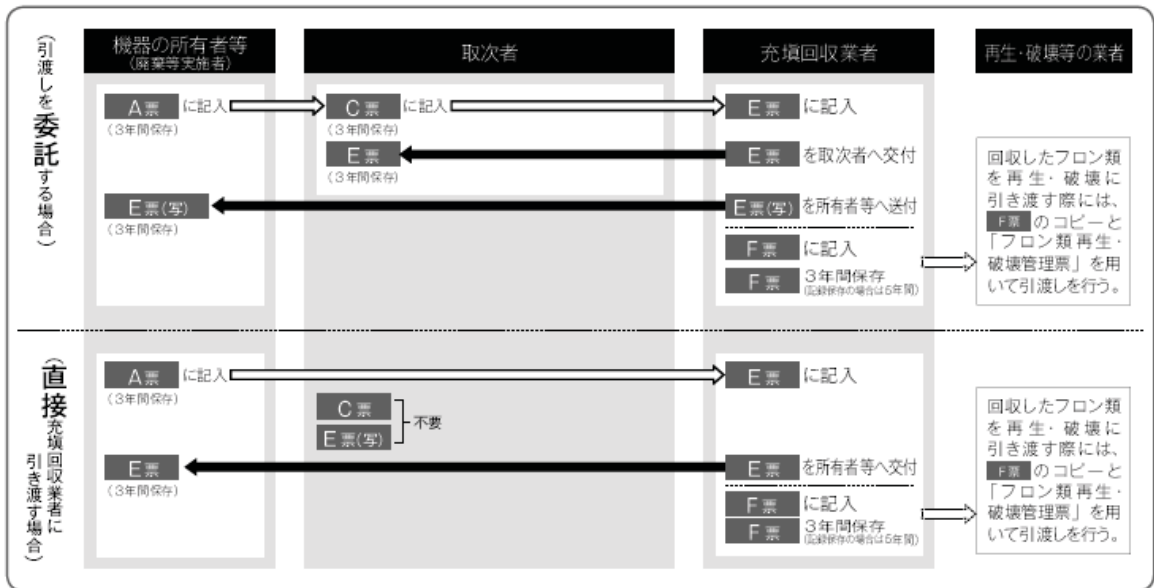 機器の所有者等
(廃棄等実施者)
取次者
充填回収業者
再生・破壊等の業者
(引渡しを委託する場合)
A票 に記入
(3年間保存)
C票 に記入
(3年間保存)
E票 に記入
E票
(3年間保存)
E票 を取次者へ交付
E票(写)
(3年間保存)
E票(写) を所有者等へ送付
F票 に記入
F票 3年間保存
(記録保存の場合は5年間)
回収したフロン類
を再生・破壊に
引き渡す際には、
F票 のコピーと
「フロン類再生・
破壊管理票」を用
いて引渡しを行う。
(直接充填回収業者に
引き渡す場合)
A票 に記入
(3年間保存)
E票 に記入
C票
E票(写)
不要
E票
(3年間保存)
E票 を所有者等へ交付
F票 に記入
F票 3年間保存
(記録保存の場合は5年間)
回収したフロン類
を再生・破壊に
引き渡す際には、
F票 のコピーと
「フロン類再生・
破壊管理票」を用
いて引渡しを行う。